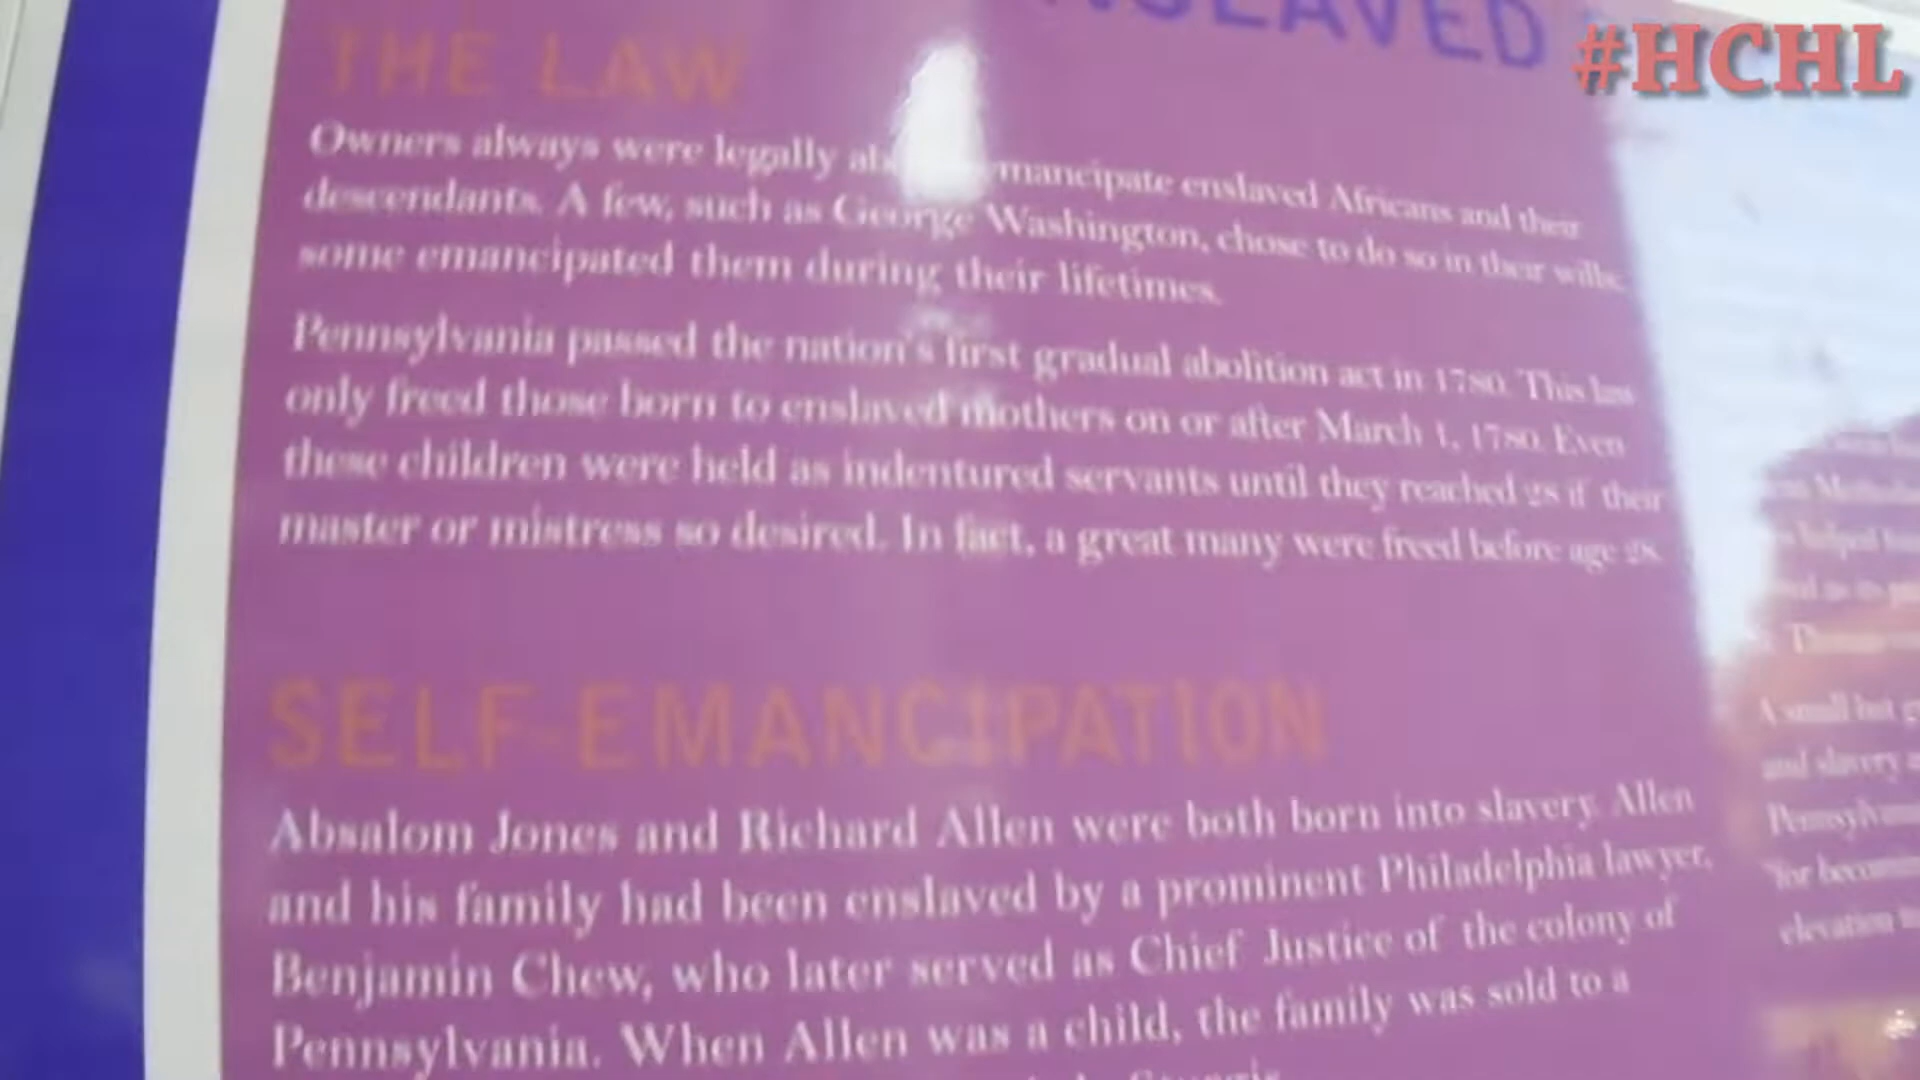 #HCHL
THE LAW
Owners always were legally emancipate enslaved Africans and their
descendants. A few, such as George Washington, chose to do so in their wills,
some emancipated them during their lifetimes.
Pennsylvania passed the nation's first gradual abolition act in 1780. This law
only freed those born to enslaved mothers on or after March 1, 1780. Even
these children were held as indentured servants until they reached 28 if their
master or mistress so desired. In fact, a great many were freed before age 28.
SELF-EMANCIPATION
Absalom Jones and Richard Allen were both born into slavery. Allen
and his family had been enslaved by a prominent Philadelphia lawyer,
Benjamin Chew, who later served as Chief Justice of the colony of
Pennsylvania. When Allen was a child, the family was sold to a
A small but
and slavery